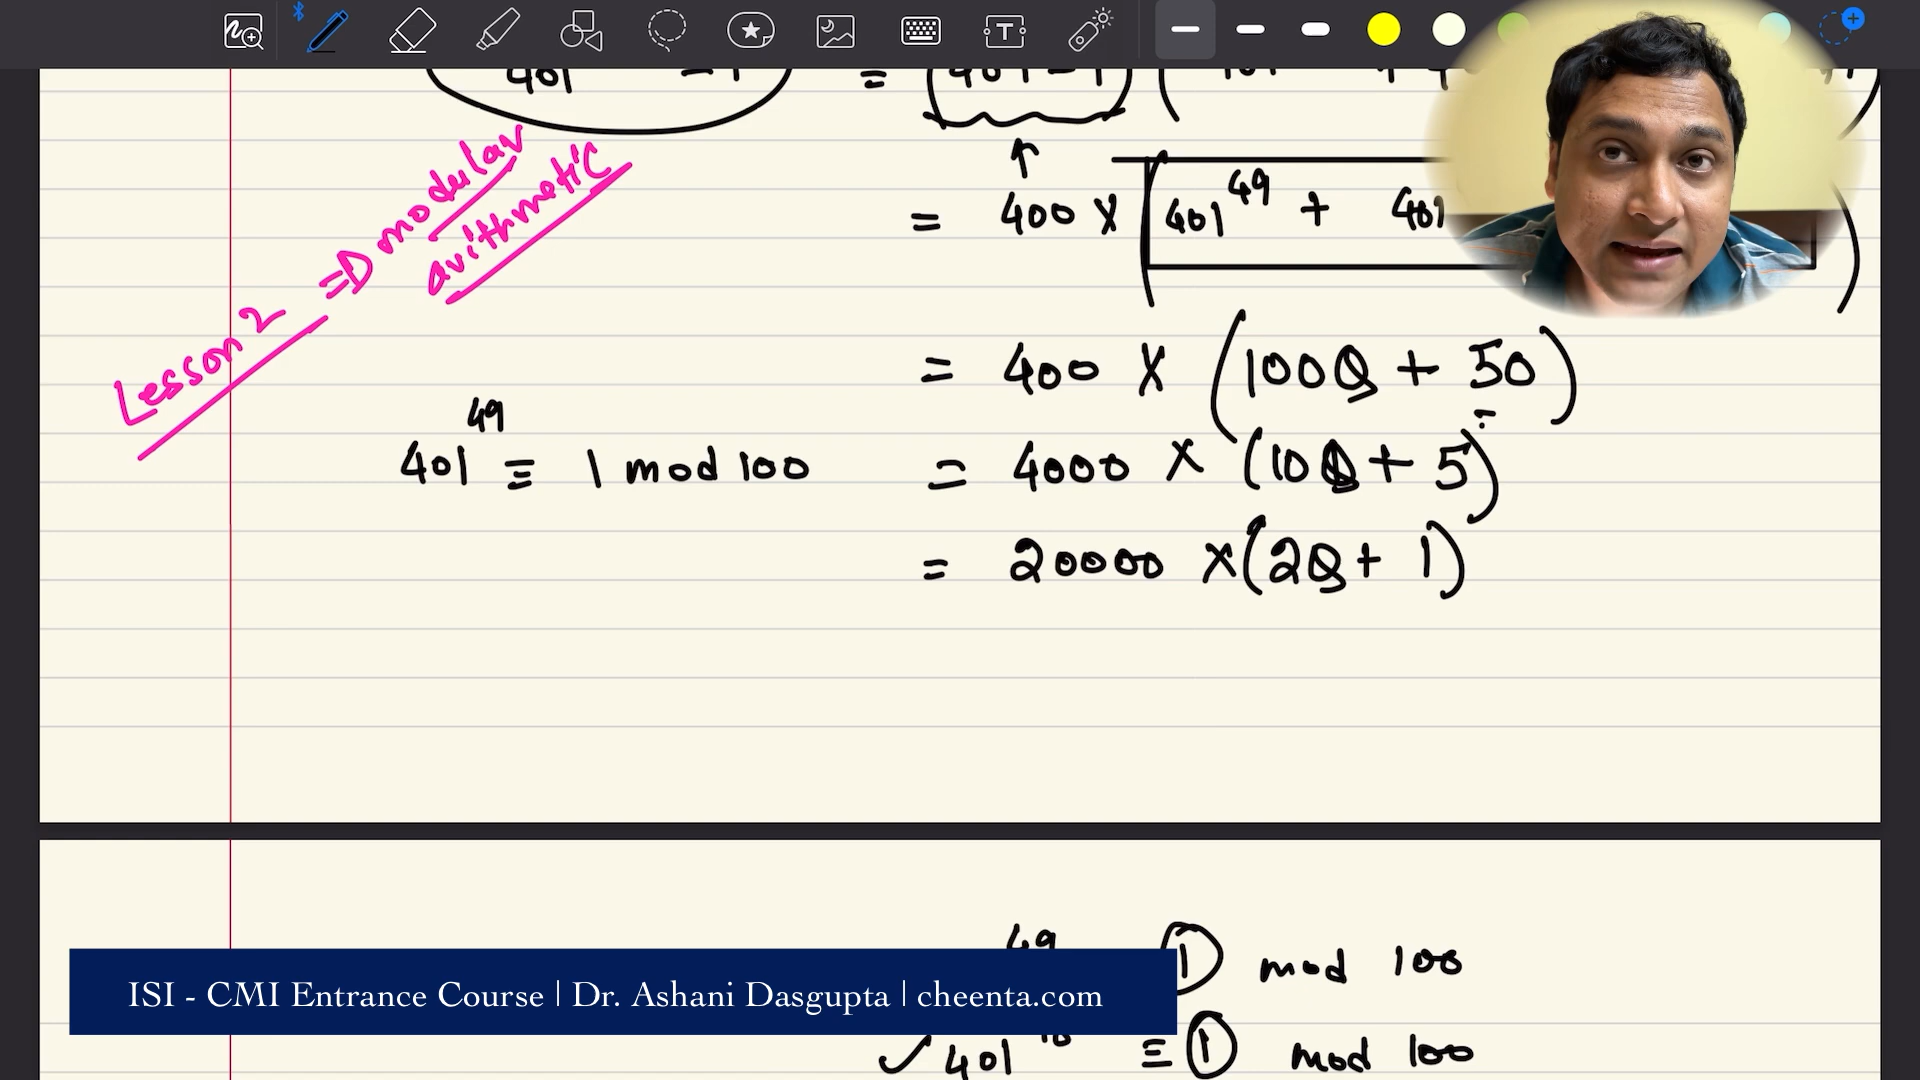 401 - 1 = (401 - 1) (
Lesson 2 => modular arithmetic
= 400 X (401^49 + 401
= 400 X (100Q + 50)
401^49 ≡ 1 mod 100
= 4000 X (10Q + 5)
= 20000 X (2Q + 1)
49 1 mod 100
ISI - CMI Entrance Course | Dr. Ashani Dasgupta | cheenta.com
✓ 401 ≡ 1 mod 100